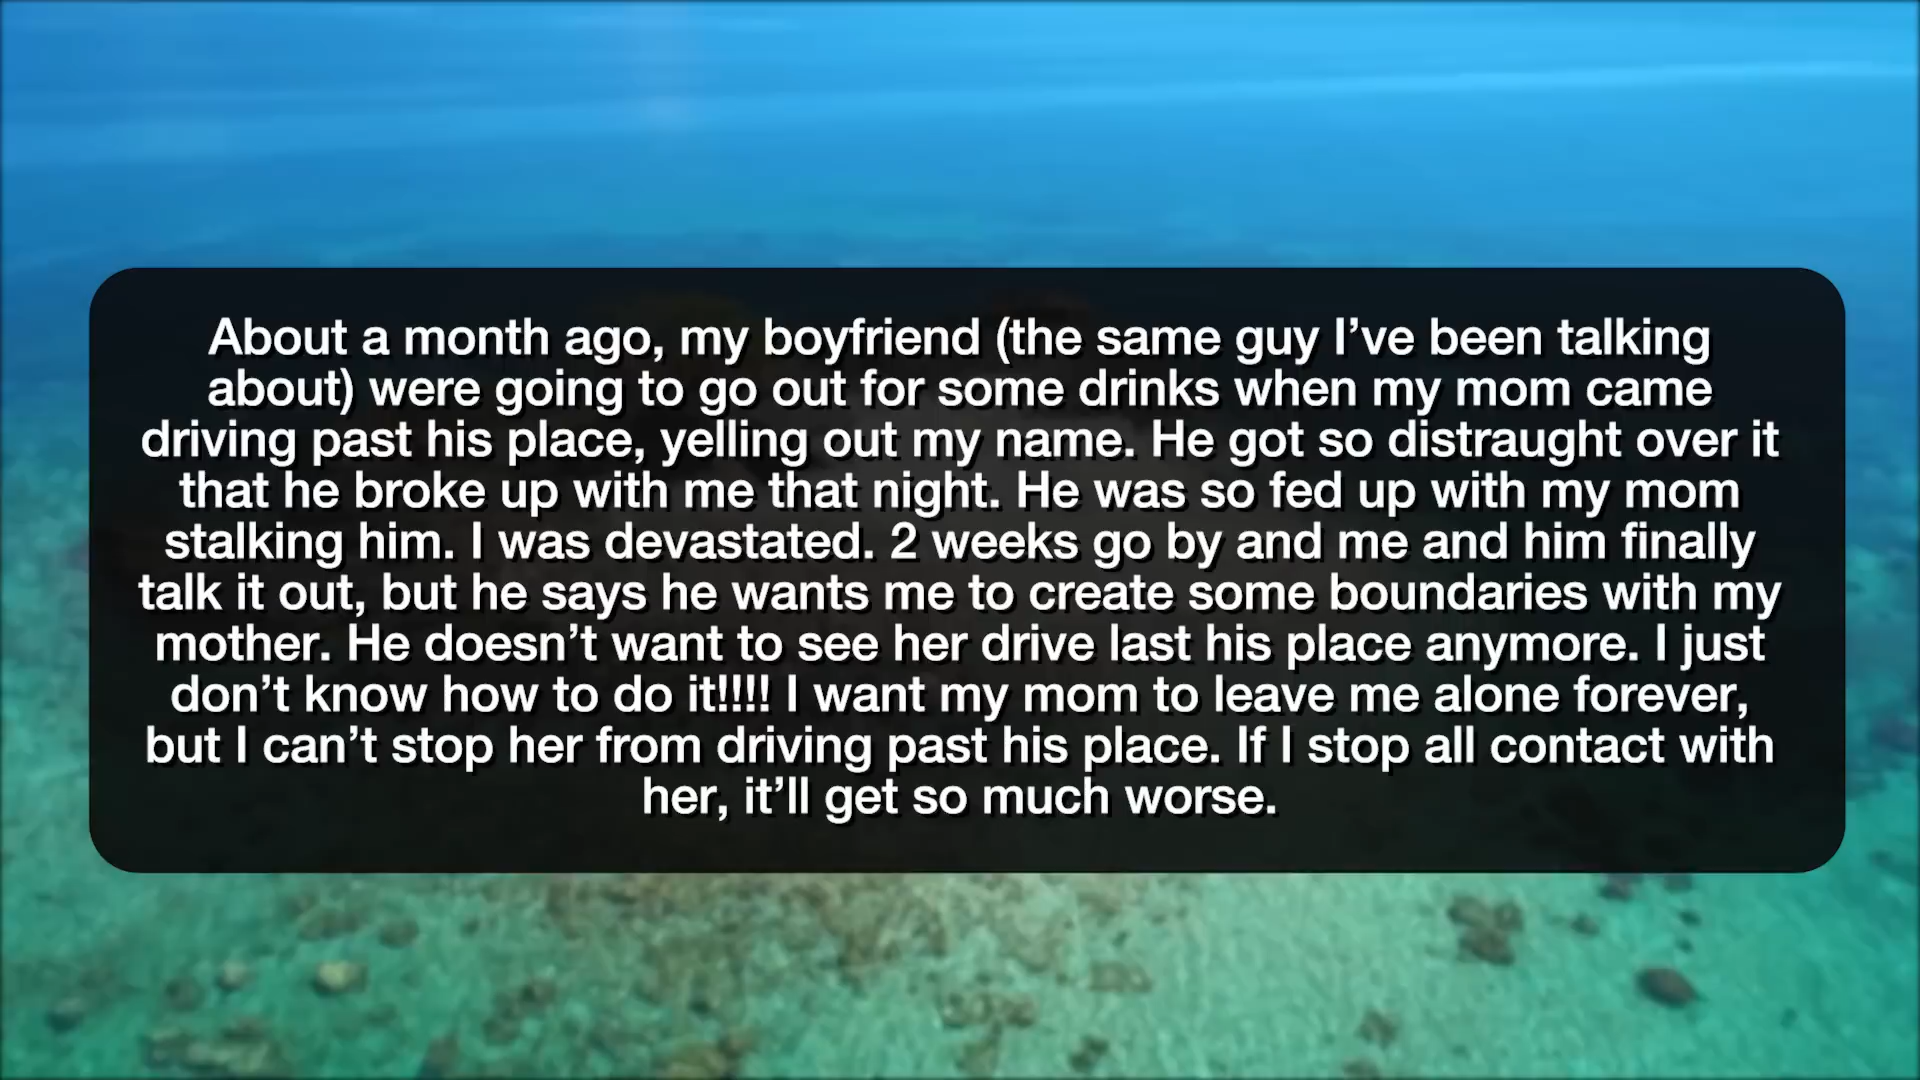 About a month ago, my boyfriend (the same guy I’ve been talking
about) were going to go out for some drinks when my mom came
driving past his place, yelling out my name. He got so distraught over it
that he broke up with me that night. He was so fed up with my mom
stalking him. I was devastated. 2 weeks go by and me and him finally
talk it out, but he says he wants me to create some boundaries with my
mother. He doesn’t want to see her drive last his place anymore. I just
don’t know how to do it!!!! I want my mom to leave me alone forever,
but I can’t stop her from driving past his place. If I stop all contact with
her, it’ll get so much worse.